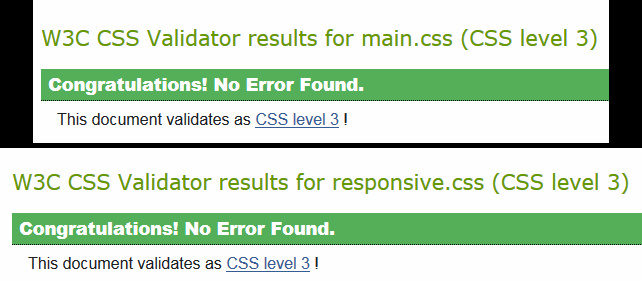 W3C CSS Validator results for main.css (CSS level 3)
Congratulations! No Error Found.
This document validates as CSS level 3 !
W3C CSS Validator results for responsive.css (CSS level 3)
Congratulations! No Error Found.
This document validates as CSS level 3 !